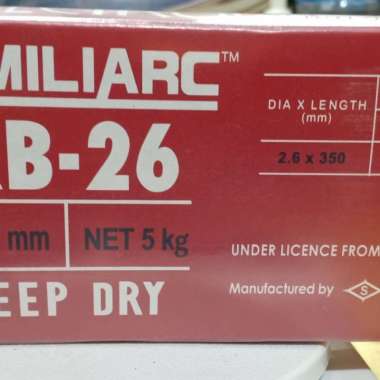 MILIARC™
B-26
mm
NET 5 kg
EEP DRY
DIA X LENGTH
(mm)
2.6 x 350
UNDER LICENCE FROM
Manufactured by
S